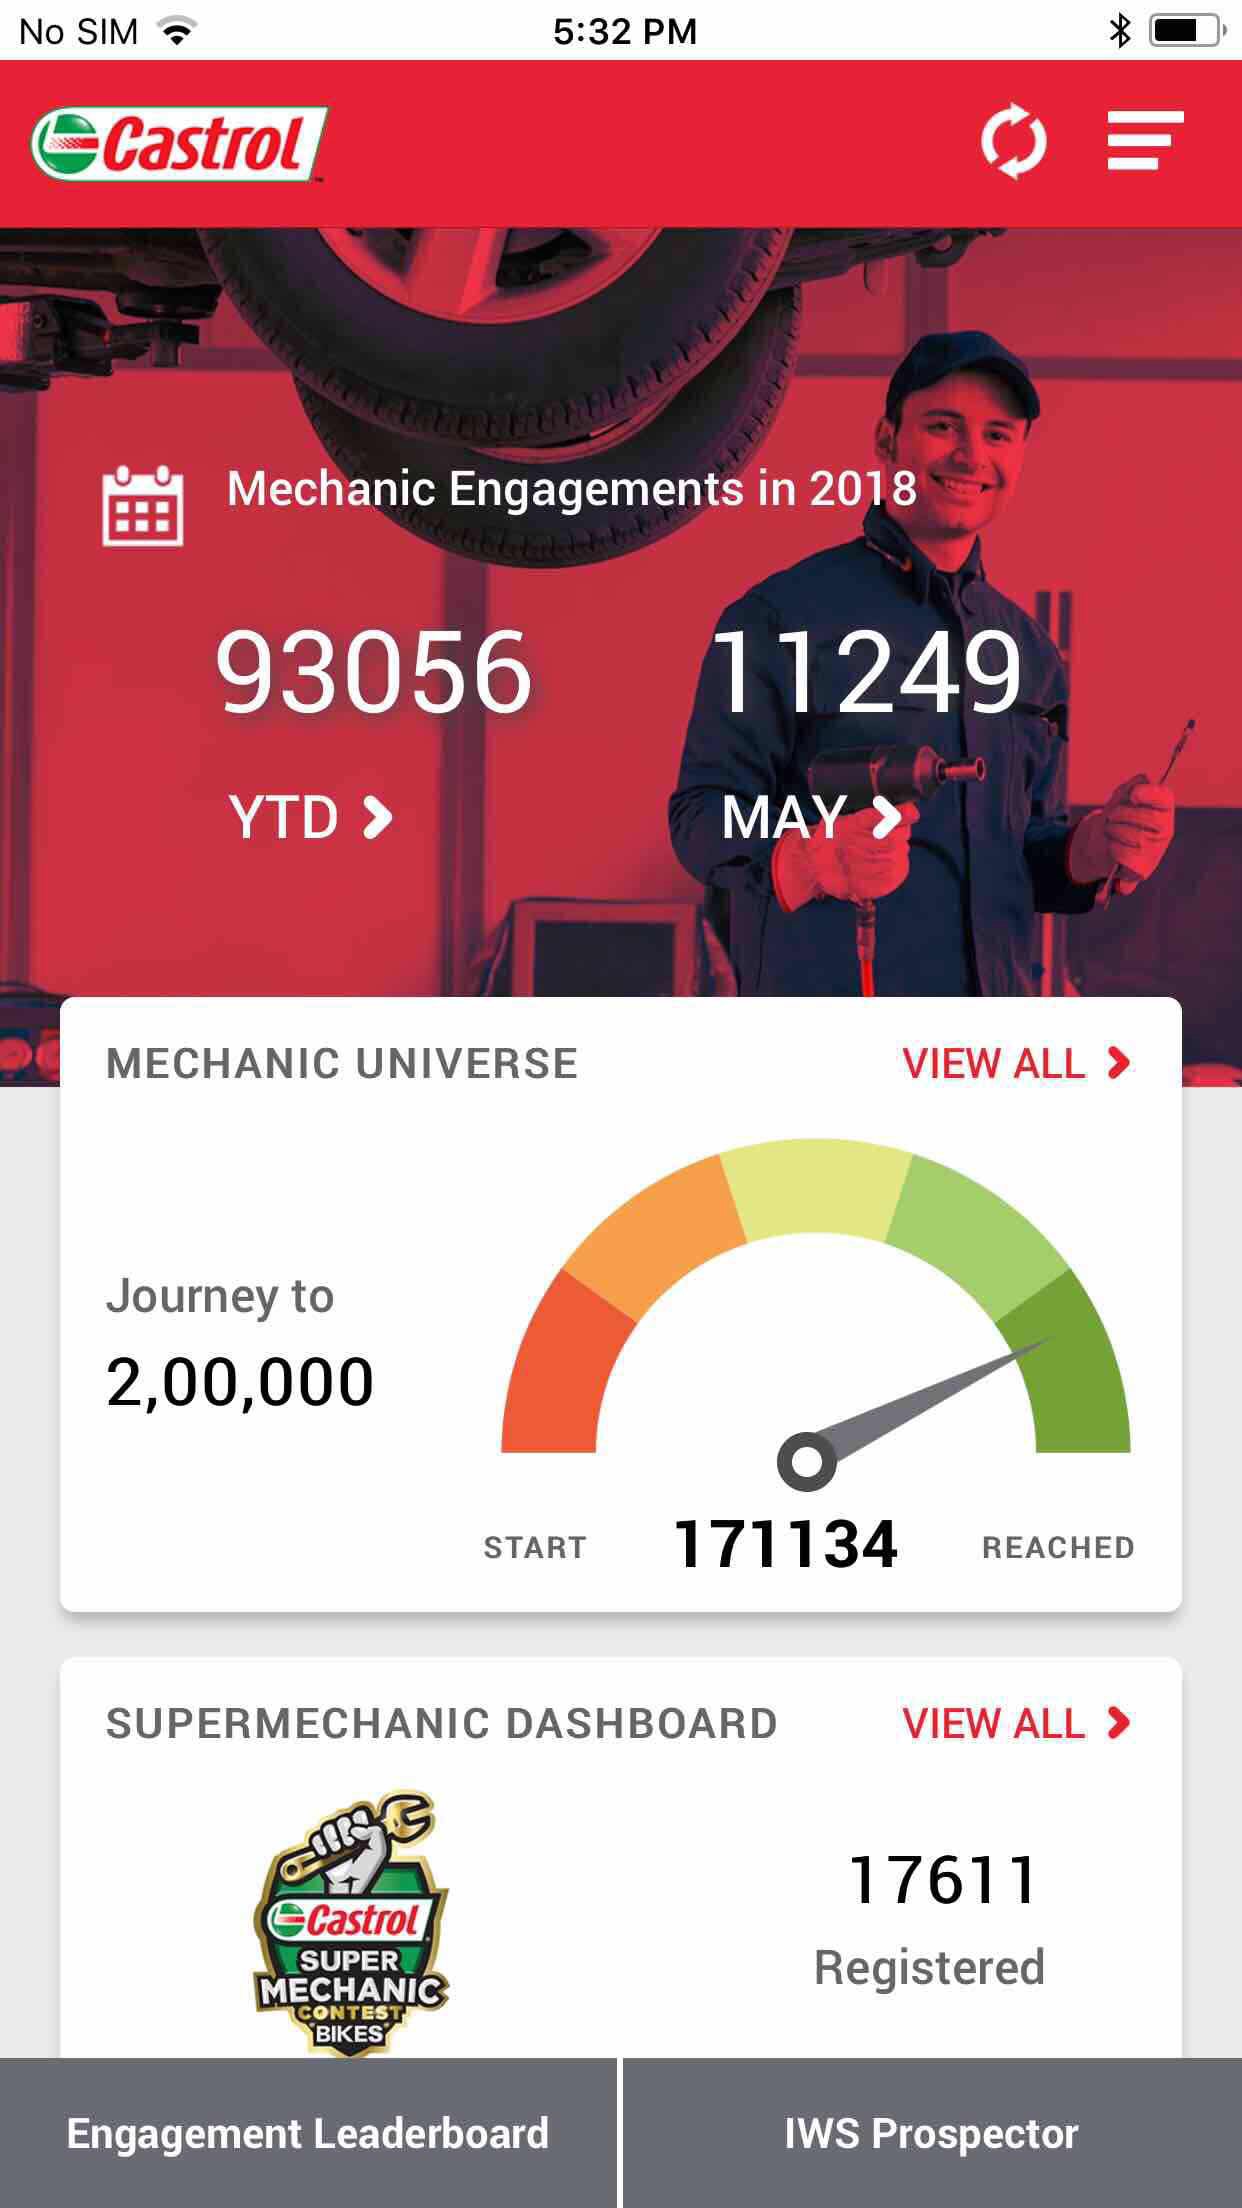 No SIM
5:32 PM
Castrol
Mechanic Engagements in 2018
93056
11249
YTD
MAY
MECHANIC UNIVERSE
VIEW ALL
Journey to
2,00,000
START
171134
REACHED
SUPERMECHANIC DASHBOARD
VIEW ALL
Castrol
SUPER
MECHANIC
CONTEST
BIKES
17611
Registered
Engagement Leaderboard
IWS Prospector